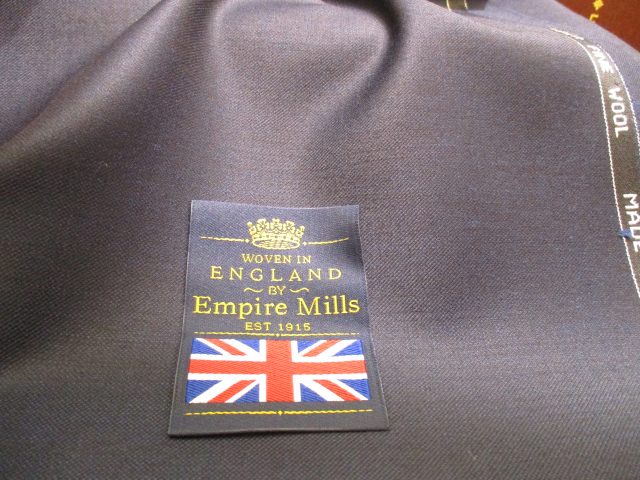 WOVEN IN
ENGLAND
BY
Empire Mills
EST 1915
WOOL MADE